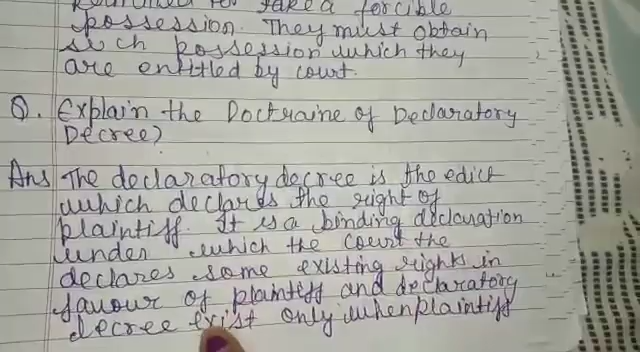 take a forcible
possession. They must obtain
such possession which they
are entitled by court.
Q. Explain the Doctraine of Declaratory
Decree?
Ans The declaratory decree is the edict
which declares the right of
plaintiff. It is a binding declaration
under which the court the
declares some existing rights in
favour of plaintiff and declaratory
decree exist only when plaintiff